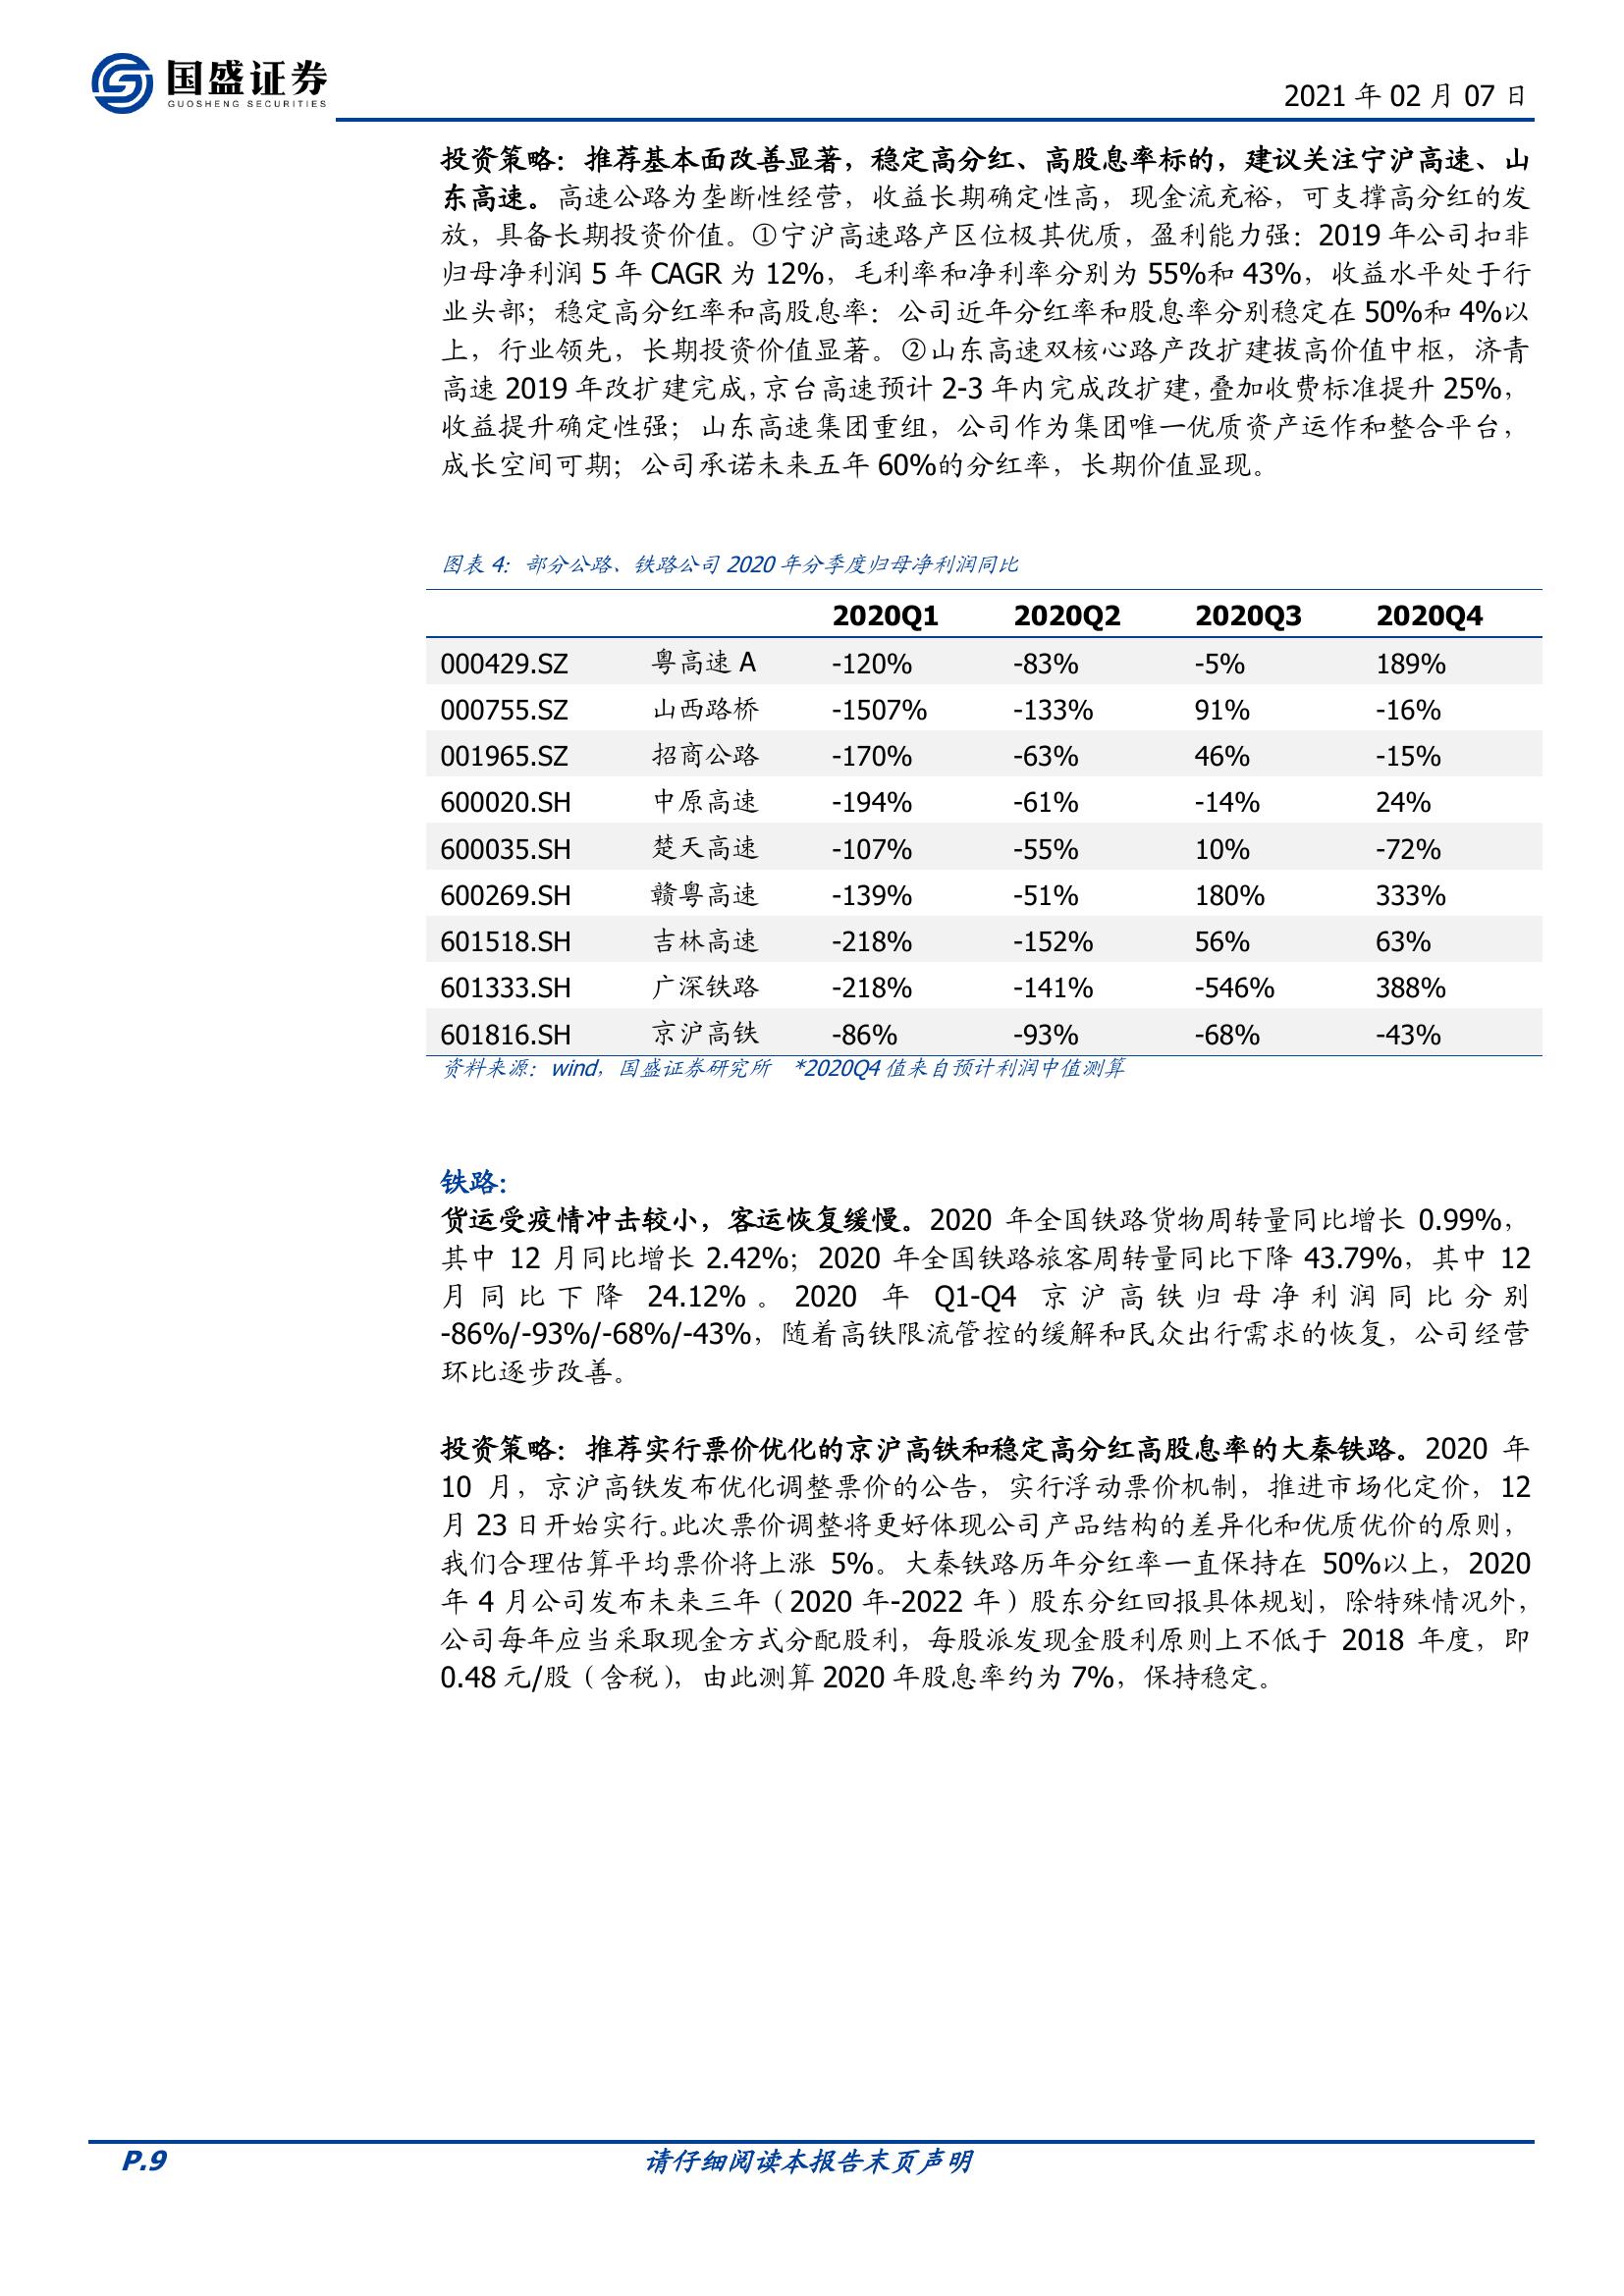 国盛证券
GUOSHENG SECURITIES
2021 年 02 月 07 日
投资策略：推荐基本面改善显著，稳定高分红、高股息率标的，建议关注宁沪高速、山
东高速。高速公路为垄断性经营，收益长期确定性高，现金流充裕，可支撑高分红的发
放，具备长期投资价值。①宁沪高速路产区位极其优质，盈利能力强：2019 年公司扣非
归母净利润 5 年 CAGR 为 12%，毛利率和净利率分别为 55%和 43%，收益水平处于行
业头部；稳定高分红率和高股息率：公司近年分红率和股息率分别稳定在 50%和 4%以
上，行业领先，长期投资价值显著。②山东高速双核心路产改扩建拔高价值中枢，济青
高速 2019 年改扩建完成，京台高速预计 2-3 年内完成改扩建，叠加收费标准提升 25%，
收益提升确定性强；山东高速集团重组，公司作为集团唯一优质资产运作和整合平台，
成长空间可期；公司承诺未来五年 60%的分红率，长期价值显现。
图表 4：部分公路、铁路公司 2020 年分季度归母净利润同比
2020Q1 2020Q2 2020Q3 2020Q4
000429.SZ 粤高速 A -120% -83% -5% 189%
000755.SZ 山西路桥 -1507% -133% 91% -16%
001965.SZ 招商公路 -170% -63% 46% -15%
600020.SH 中原高速 -194% -61% -14% 24%
600035.SH 楚天高速 -107% -55% 10% -72%
600269.SH 赣粤高速 -139% -51% 180% 333%
601518.SH 吉林高速 -218% -152% 56% 63%
601333.SH 广深铁路 -218% -141% -546% 388%
601816.SH 京沪高铁 -86% -93% -68% -43%
资料来源：wind，国盛证券研究所 *2020Q4 值来自预计利润中值测算
铁路：
货运受疫情冲击较小，客运恢复缓慢。2020 年全国铁路货物周转量同比增长 0.99%，
其中 12 月同比增长 2.42%；2020 年全国铁路旅客周转量同比下降 43.79%，其中 12
月同比下降 24.12%。2020 年 Q1-Q4 京沪高铁归母净利润同比分别
-86%/-93%/-68%/-43%，随着高铁限流管控的缓解和民众出行需求的恢复，公司经营
环比逐步改善。
投资策略：推荐实行票价优化的京沪高铁和稳定高分红高股息率的大秦铁路。2020 年
10 月，京沪高铁发布优化调整票价的公告，实行浮动票价机制，推进市场化定价，12
月 23 日开始实行。此次票价调整将更好体现公司产品结构的差异化和优质优价的原则，
我们合理估算平均票价将上涨 5%。大秦铁路历年分红率一直保持在 50%以上，2020
年 4 月公司发布未来三年（2020 年-2022 年）股东分红回报具体规划，除特殊情况外，
公司每年应当采取现金方式分配股利，每股派发现金股利原则上不低于 2018 年度，即
0.48 元/股（含税），由此测算 2020 年股息率约为 7%，保持稳定。
P.9 请仔细阅读本报告末页声明